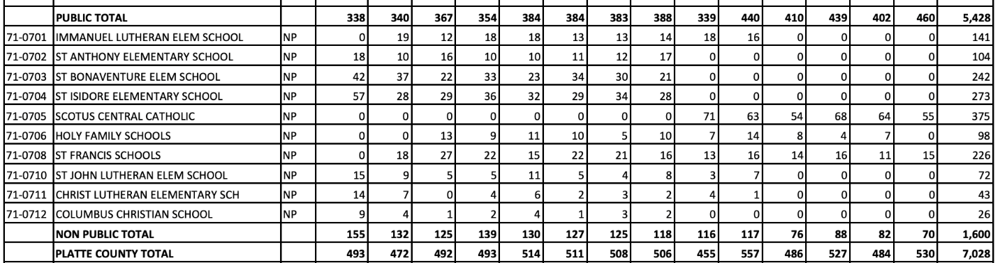 PUBLIC TOTAL 338 340 367 354 384 384 383 388 339 440 410 439 402 460 5,428
71-0701 IMMANUEL LUTHERAN ELEM SCHOOL NP 0 19 12 18 18 13 13 14 18 16 0 0 0 0 141
71-0702 ST ANTHONY ELEMENTARY SCHOOL NP 18 10 16 10 10 11 12 17 0 0 0 0 0 0 104
71-0703 ST BONAVENTURE ELEM SCHOOL NP 42 37 22 33 23 34 30 21 0 0 0 0 0 0 242
71-0704 ST ISIDORE ELEMENTARY SCHOOL NP 57 28 29 36 32 29 34 28 0 0 0 0 0 0 273
71-0705 SCOTUS CENTRAL CATHOLIC NP 0 0 0 0 0 0 0 0 71 63 54 68 64 55 375
71-0706 HOLY FAMILY SCHOOLS NP 0 0 13 9 11 10 5 10 7 14 8 4 7 0 98
71-0708 ST FRANCIS SCHOOLS NP 0 18 27 22 15 22 21 16 13 16 14 16 11 15 226
71-0710 ST JOHN LUTHERAN ELEM SCHOOL NP 15 9 5 5 11 5 4 8 3 7 0 0 0 0 72
71-0711 CHRIST LUTHERAN ELEMENTARY SCH NP 14 7 0 4 6 2 3 2 4 1 0 0 0 0 43
71-0712 COLUMBUS CHRISTIAN SCHOOL NP 9 4 1 2 4 1 3 2 0 0 0 0 0 0 26
NON PUBLIC TOTAL 155 132 125 139 130 127 125 118 116 117 76 88 82 70 1,600
PLATTE COUNTY TOTAL 493 472 492 493 514 511 508 506 455 557 486 527 484 530 7,028